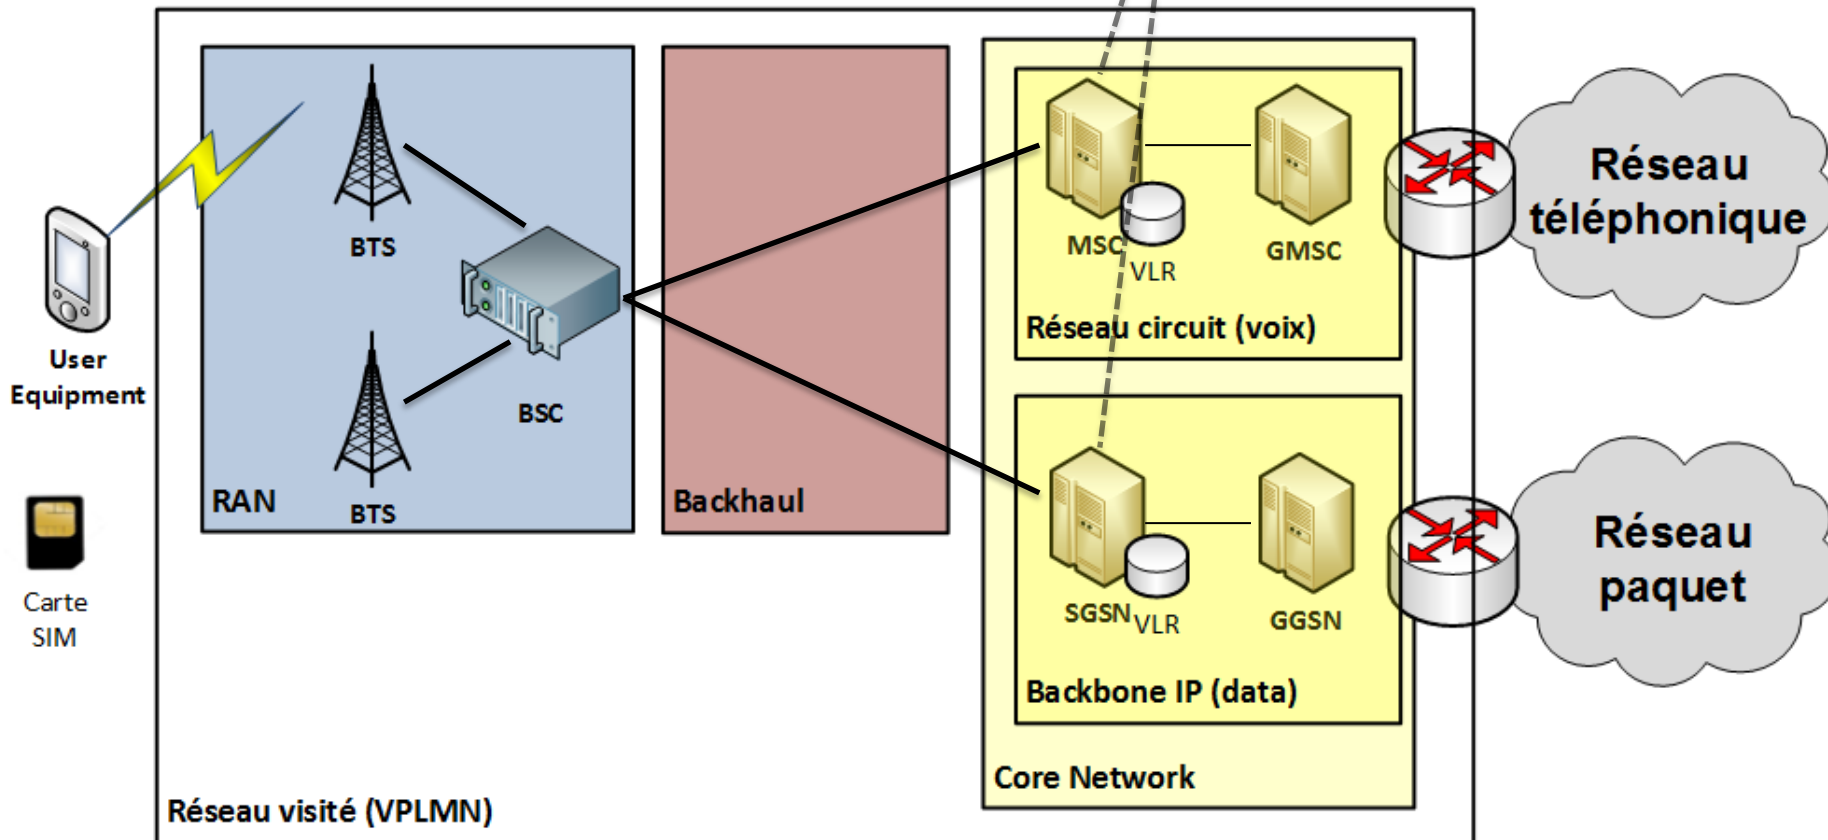 BTS
BSC
BTS
RAN
User
Equipment
Carte
SIM
Backhaul
MSC
VLR
GMSC
Réseau circuit (voix)
SGSN
VLR
GGSN
Backbone IP (data)
Core Network
Réseau visité (VPLMN)
Réseau
téléphonique
Réseau
paquet